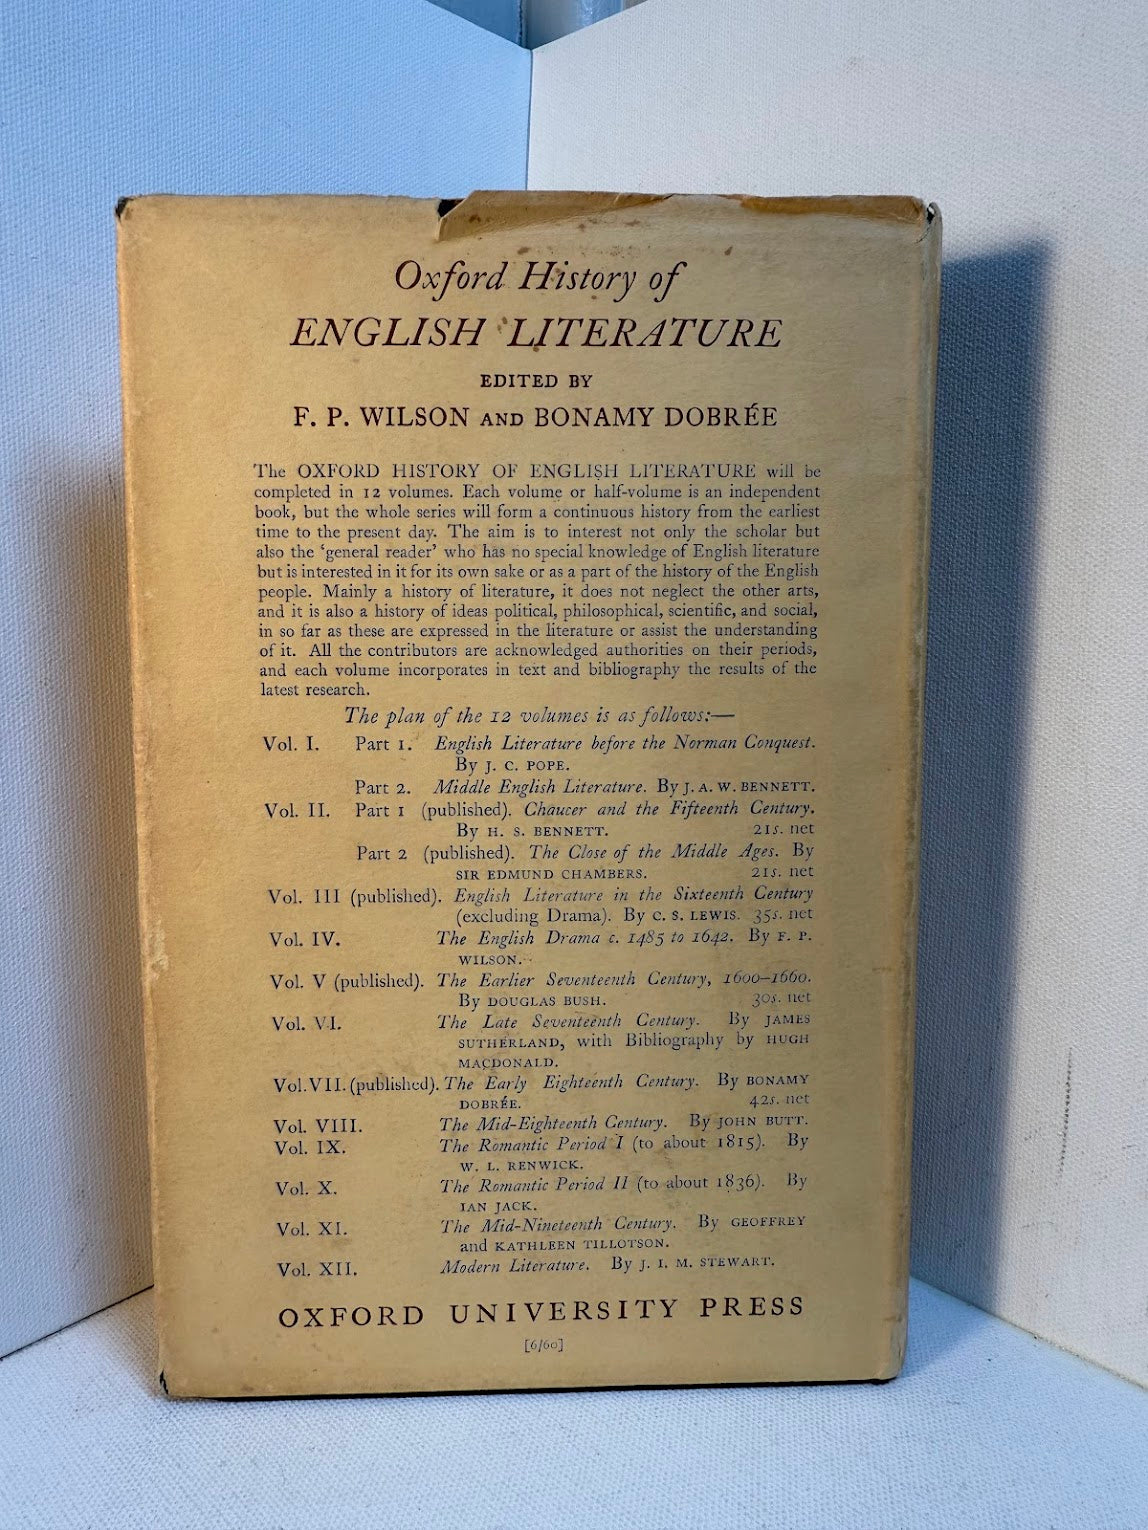 Oxford History of
ENGLISH LITERATURE
EDITED BY
F. P. WILSON AND BONAMY DOBRÉE
The OXFORD HISTORY OF ENGLISH LITERATURE will be
completed in 12 volumes. Each volume or half-volume is an independent
book, but the whole series will form a continuous history from the earliest
time to the present day. The aim is to interest not only the scholar but
also the ‘general reader’ who has no special knowledge of English literature
but is interested in it for its own sake or as a part of the history of the English
people. Mainly a history of literature, it does not neglect the other arts,
and it is also a history of ideas political, philosophical, scientific, and social,
in so far as these are expressed in the literature or assist the understanding
of it. All the contributors are acknowledged authorities on their periods,
and each volume incorporates in text and bibliography the results of the
latest research.
The plan of the 12 volumes is as follows:—
Vol. I. Part 1. English Literature before the Norman Conquest.
By J. C. POPE.
Part 2. Middle English Literature. By J. A. W. BENNETT.
Vol. II. Part 1 (published). Chaucer and the Fifteenth Century.
By H. S. BENNETT. 21s. net
Part 2 (published). The Close of the Middle Ages. By
SIR EDMUND CHAMBERS. 21s. net
Vol. III (published). English Literature in the Sixteenth Century
(excluding Drama). By C. S. LEWIS. 35s. net
Vol. IV. The English Drama c. 1485 to 1642. By F. P.
WILSON.
Vol. V (published). The Earlier Seventeenth Century, 1600–1660.
By DOUGLAS BUSH. 30s. net
Vol. VI. The Late Seventeenth Century. By JAMES
SUTHERLAND, with Bibliography by HUGH
MACDONALD.
Vol. VII. (published). The Early Eighteenth Century. By BONAMY
DOBRÉE. 42s. net
Vol. VIII. The Mid-Eighteenth Century. By JOHN BUTT.
Vol. IX. The Romantic Period I (to about 1815). By
W. L. RENWICK.
Vol. X. The Romantic Period II (to about 1836). By
IAN JACK.
Vol. XI. The Mid-Nineteenth Century. By GEOFFREY
and KATHLEEN TILLOTSON.
Vol. XII. Modern Literature. By J. I. M. STEWART.
OXFORD UNIVERSITY PRESS
[6/60]